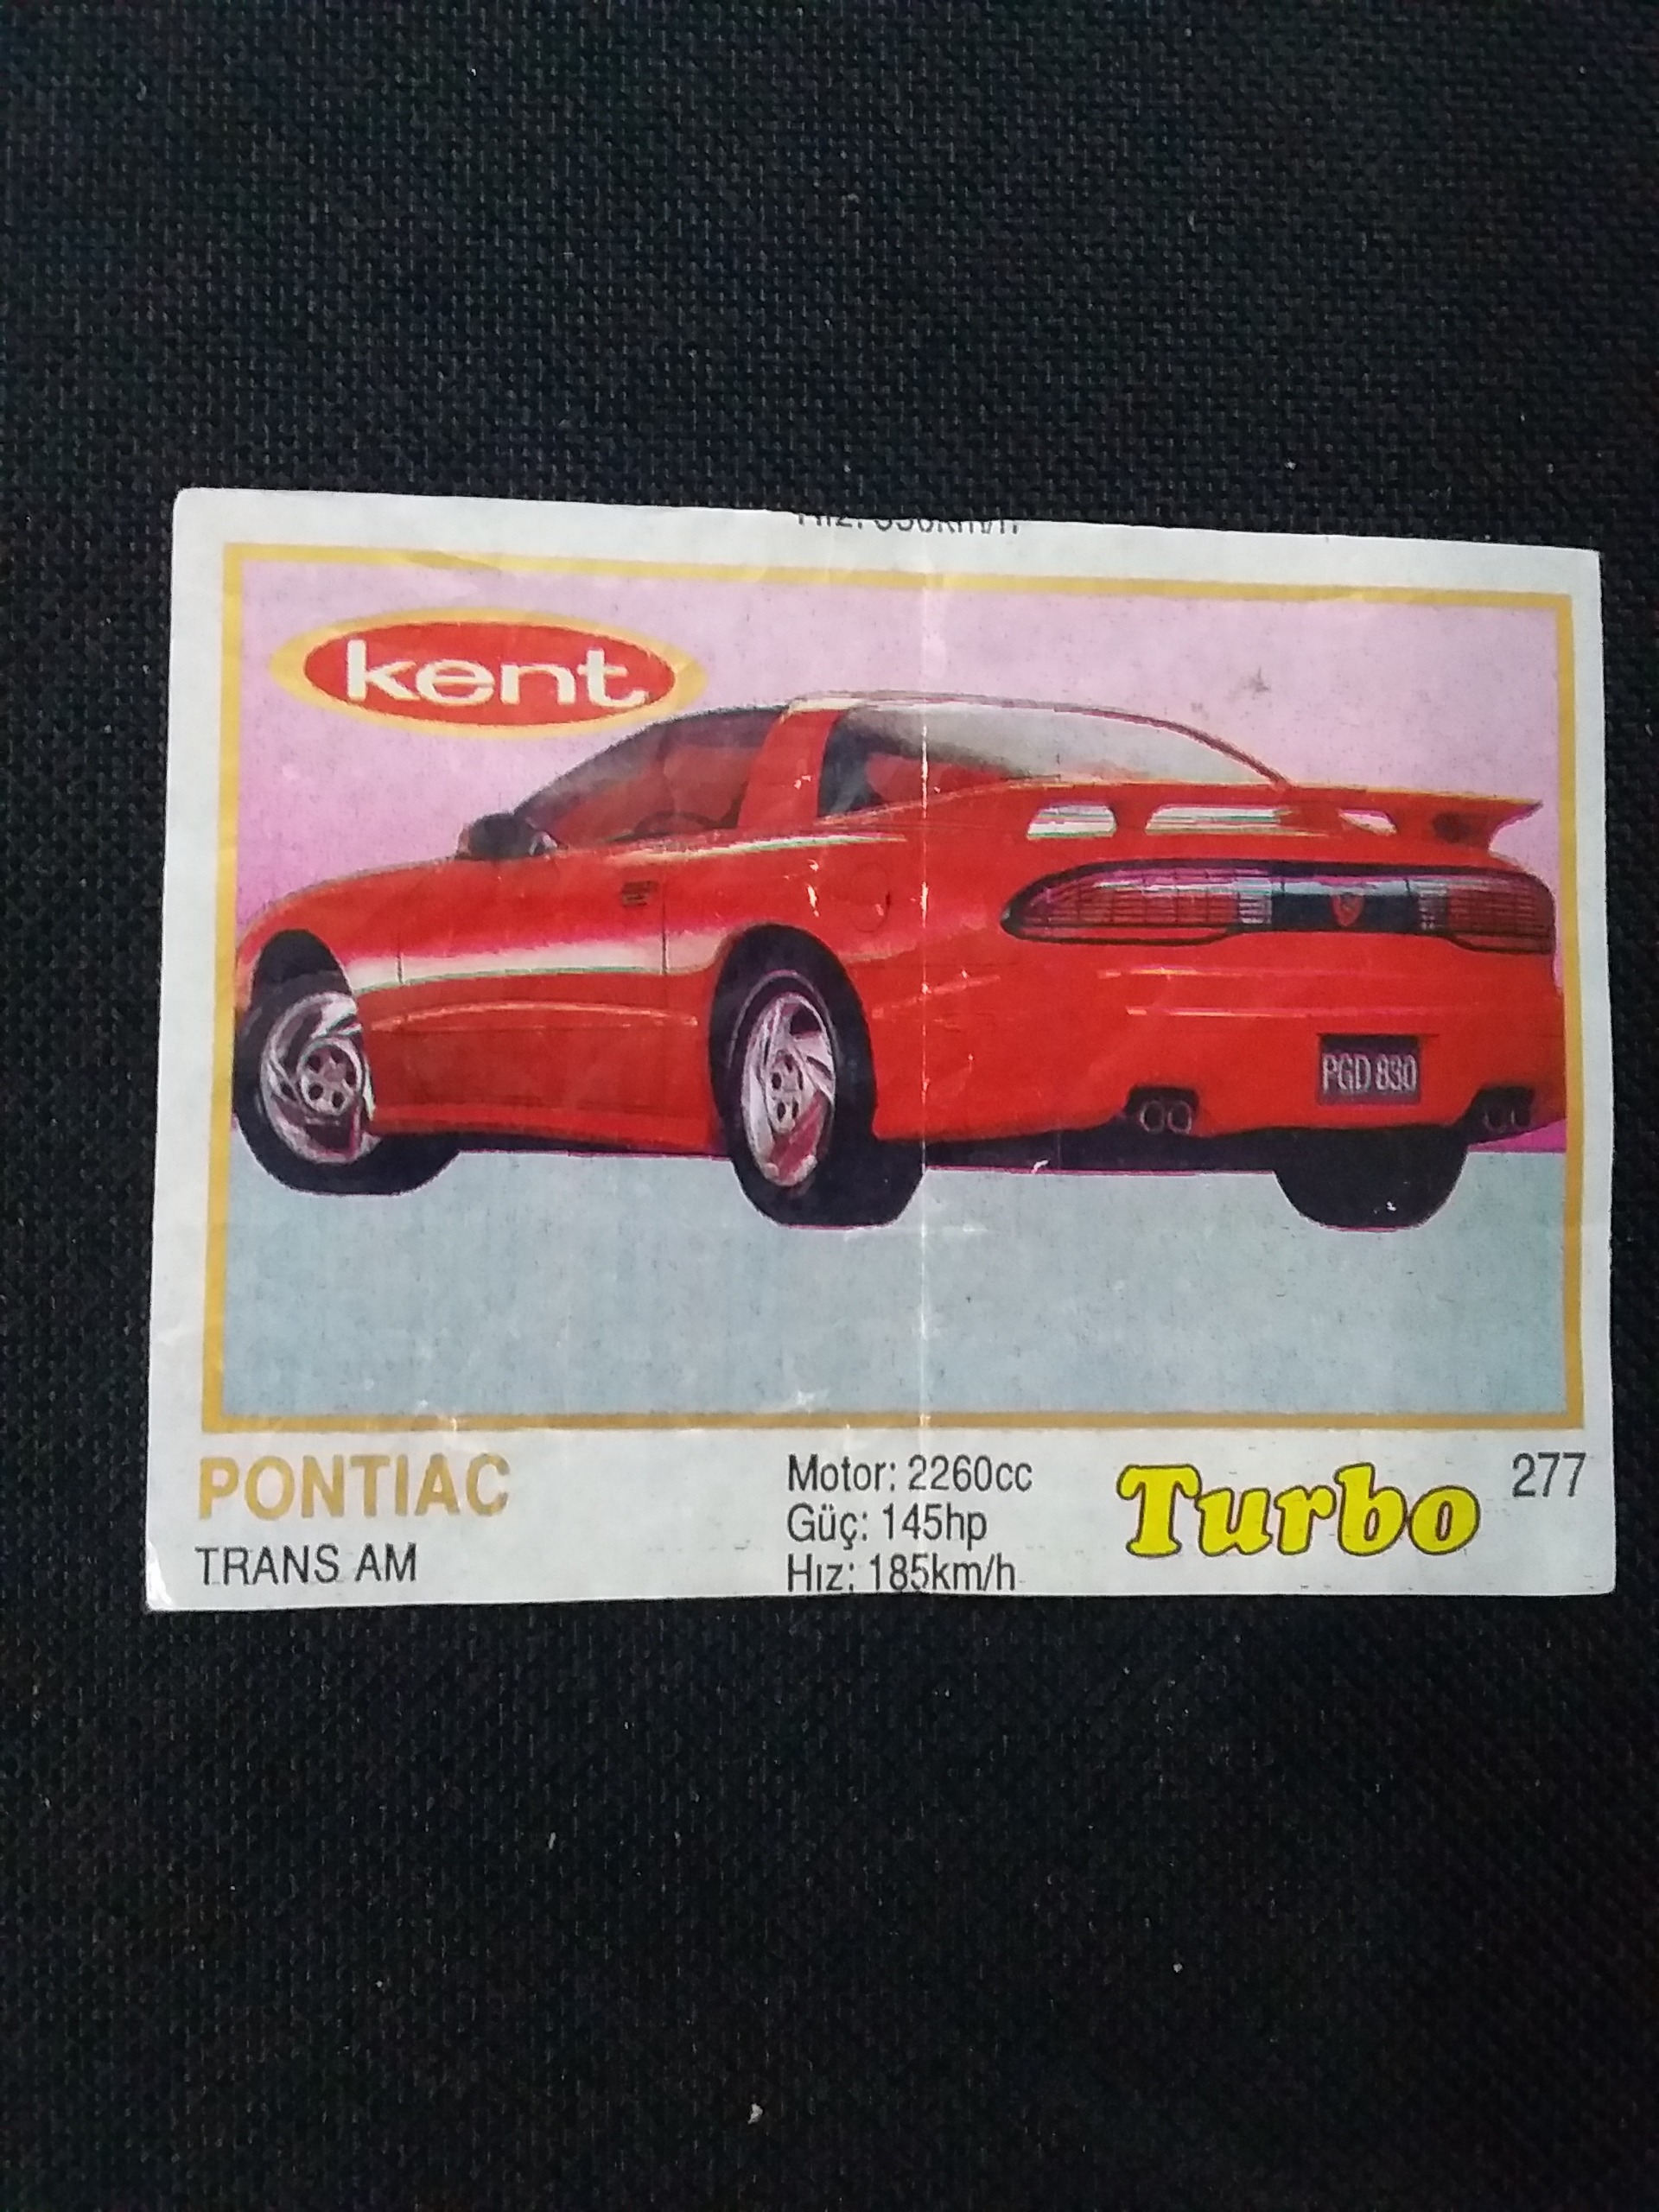 kent
PGD 830
PONTIAC
TRANS AM
Motor: 2260cc
Güç: 145hp
Hız: 185km/h
Turbo
277